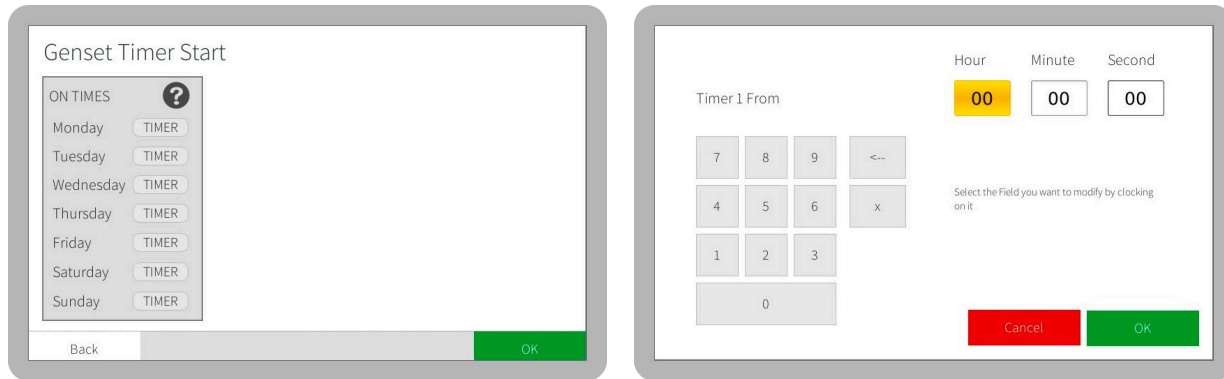 Genset Timer Start
ON TIMES ?
Monday TIMER
Tuesday TIMER
Wednesday TIMER
Thursday TIMER
Friday TIMER
Saturday TIMER
Sunday TIMER
Back OK
Hour Minute Second
Timer 1 From 00 00 00
7 8 9 <--
4 5 6 x
Select the Field you want to modify by clocking
on it
1 2 3
0
Cancel OK